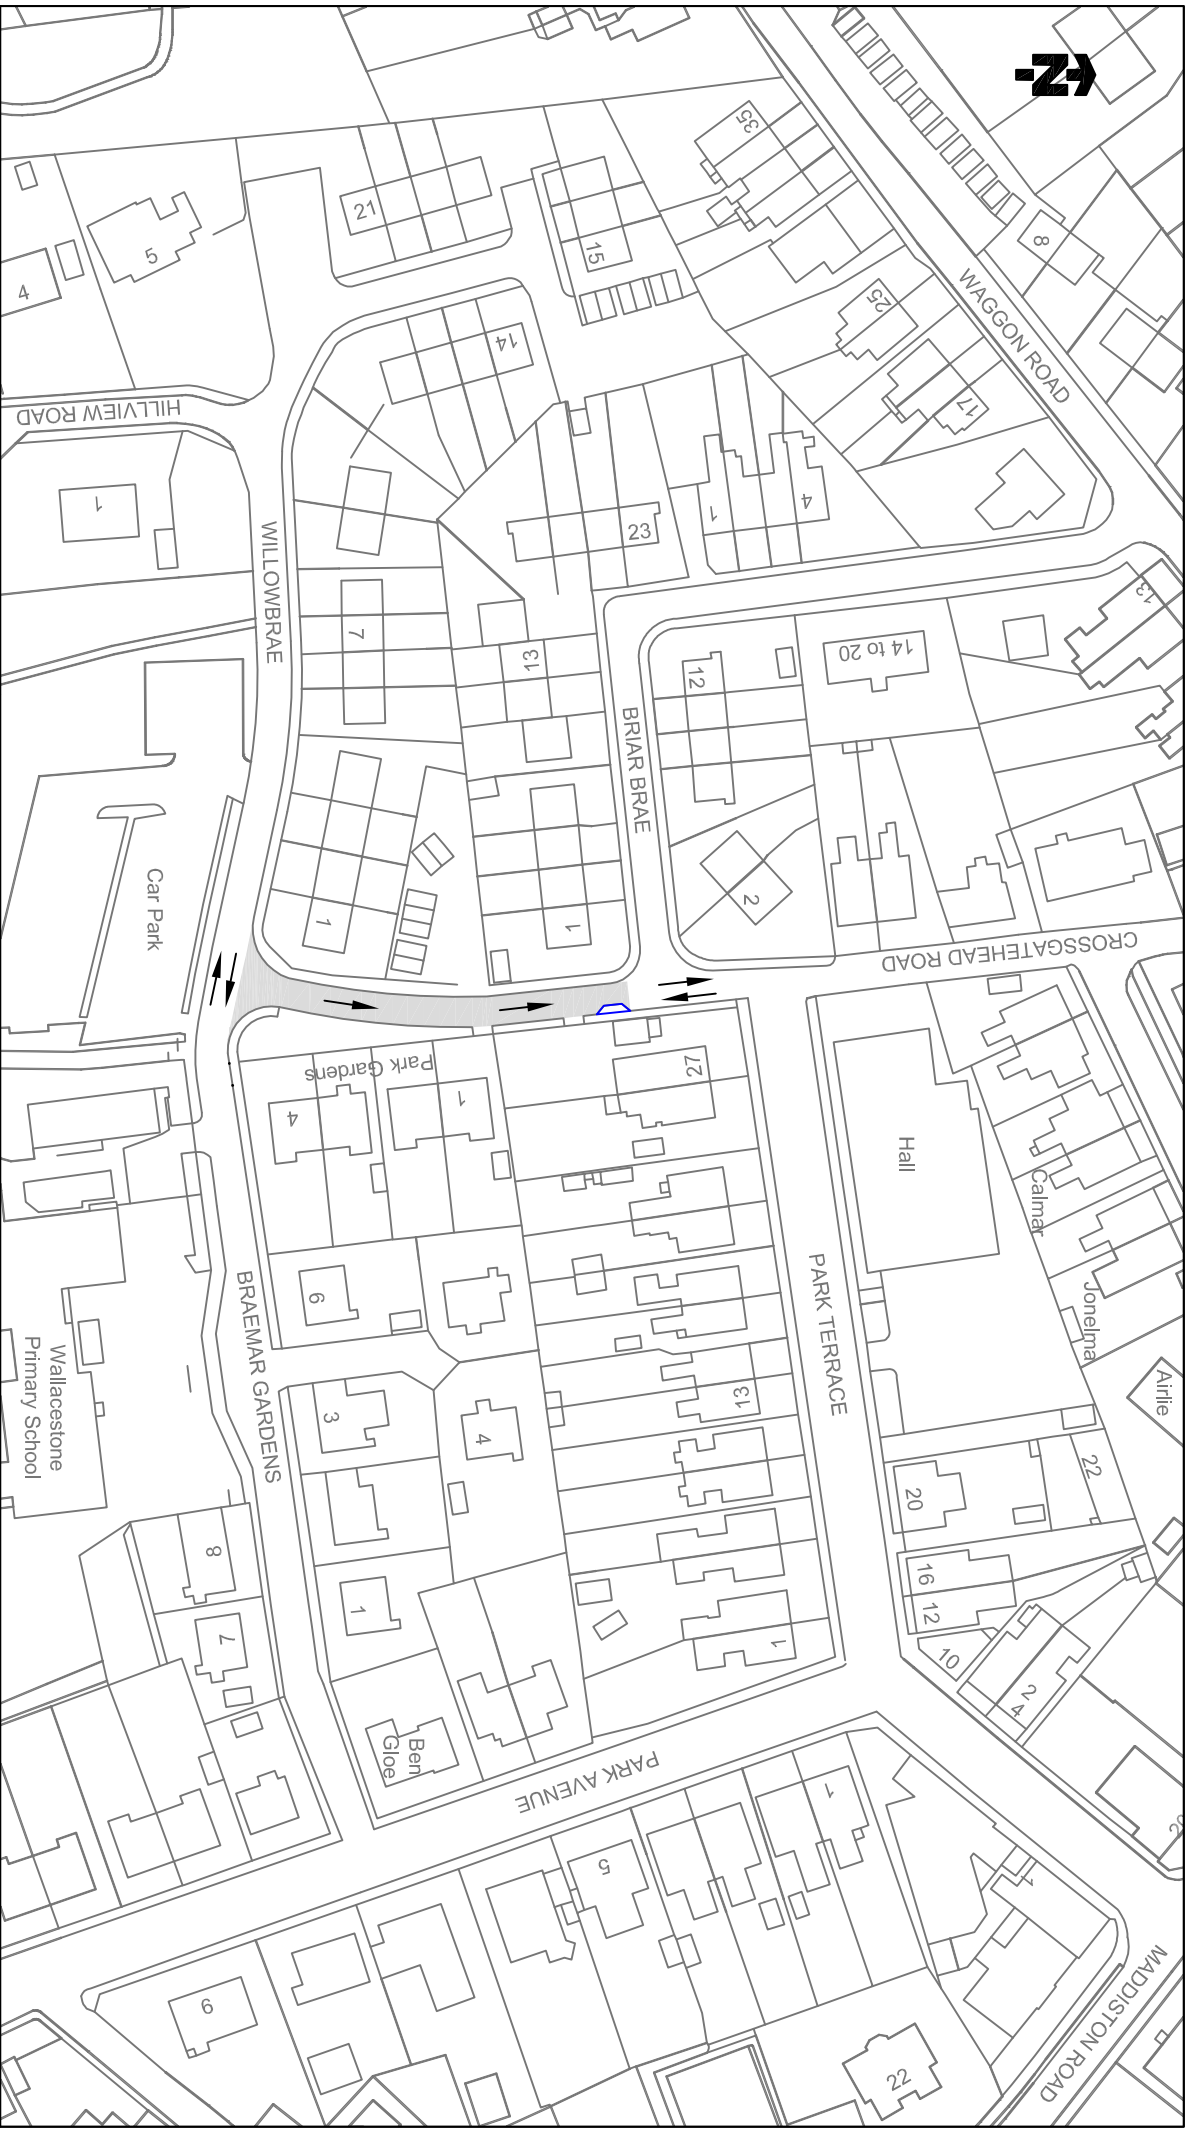 N
35
21
15
5
8
4
WAGGON ROAD
25
14
17
HILLVIEW ROAD
1
4
1
23
WILLOWBRAE
13
7
14 to 20
13
12
BRIAR BRAE
Car Park
2
1
1
CROSSGATEHEAD ROAD
Park Gardens
27
1
4
Hall
Calmar
6
BRAEMAR GARDENS
PARK TERRACE
Jonelma
Wallacestone
Primary School
Airlie
13
3
4
22
20
8
16
12
1
7
1
10
2
4
Ben
Gloe
PARK AVENUE
1
5
1
MADDISTON ROAD
6
22